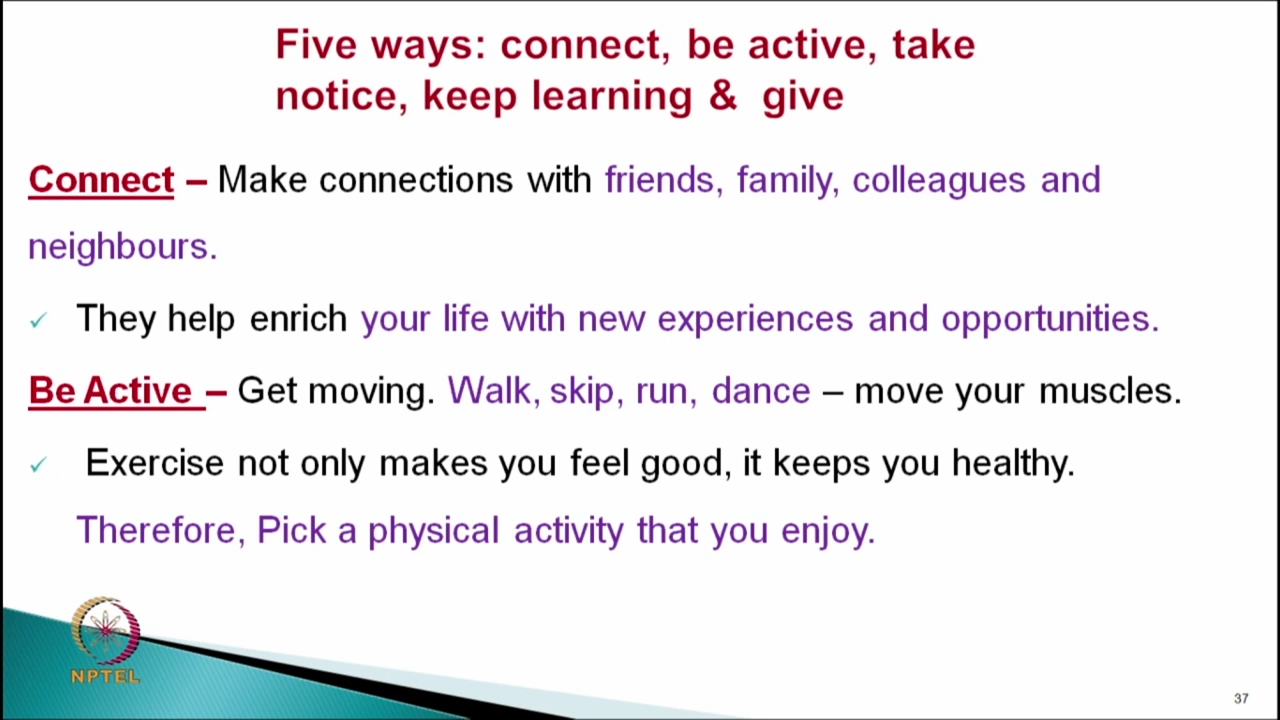 Five ways: connect, be active, take
notice, keep learning & give
Connect – Make connections with friends, family, colleagues and
neighbours.
✓ They help enrich your life with new experiences and opportunities.
Be Active – Get moving. Walk, skip, run, dance – move your muscles.
✓ Exercise not only makes you feel good, it keeps you healthy.
Therefore, Pick a physical activity that you enjoy.
NPTEL
37